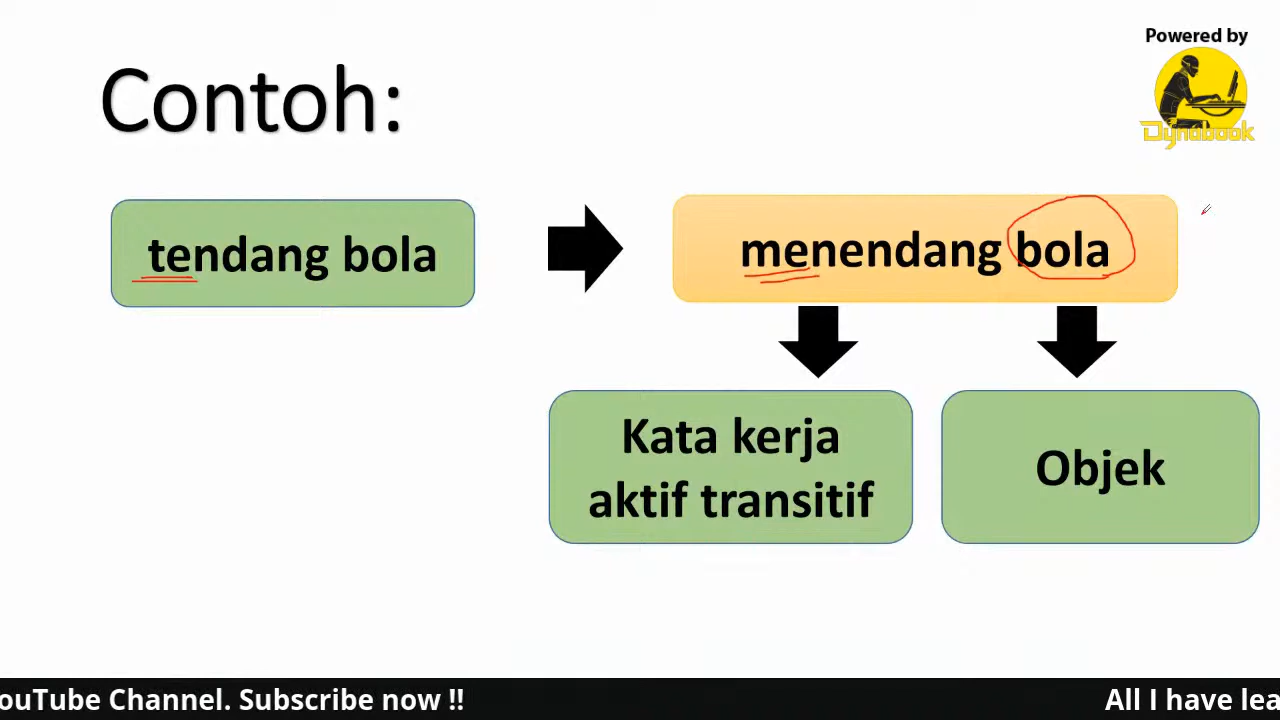 Powered by
Dynabook
Contoh:
tendang bola
menendang bola
Kata kerja
aktif transitif
Objek
ouTube Channel. Subscribe now !!
All I have lea